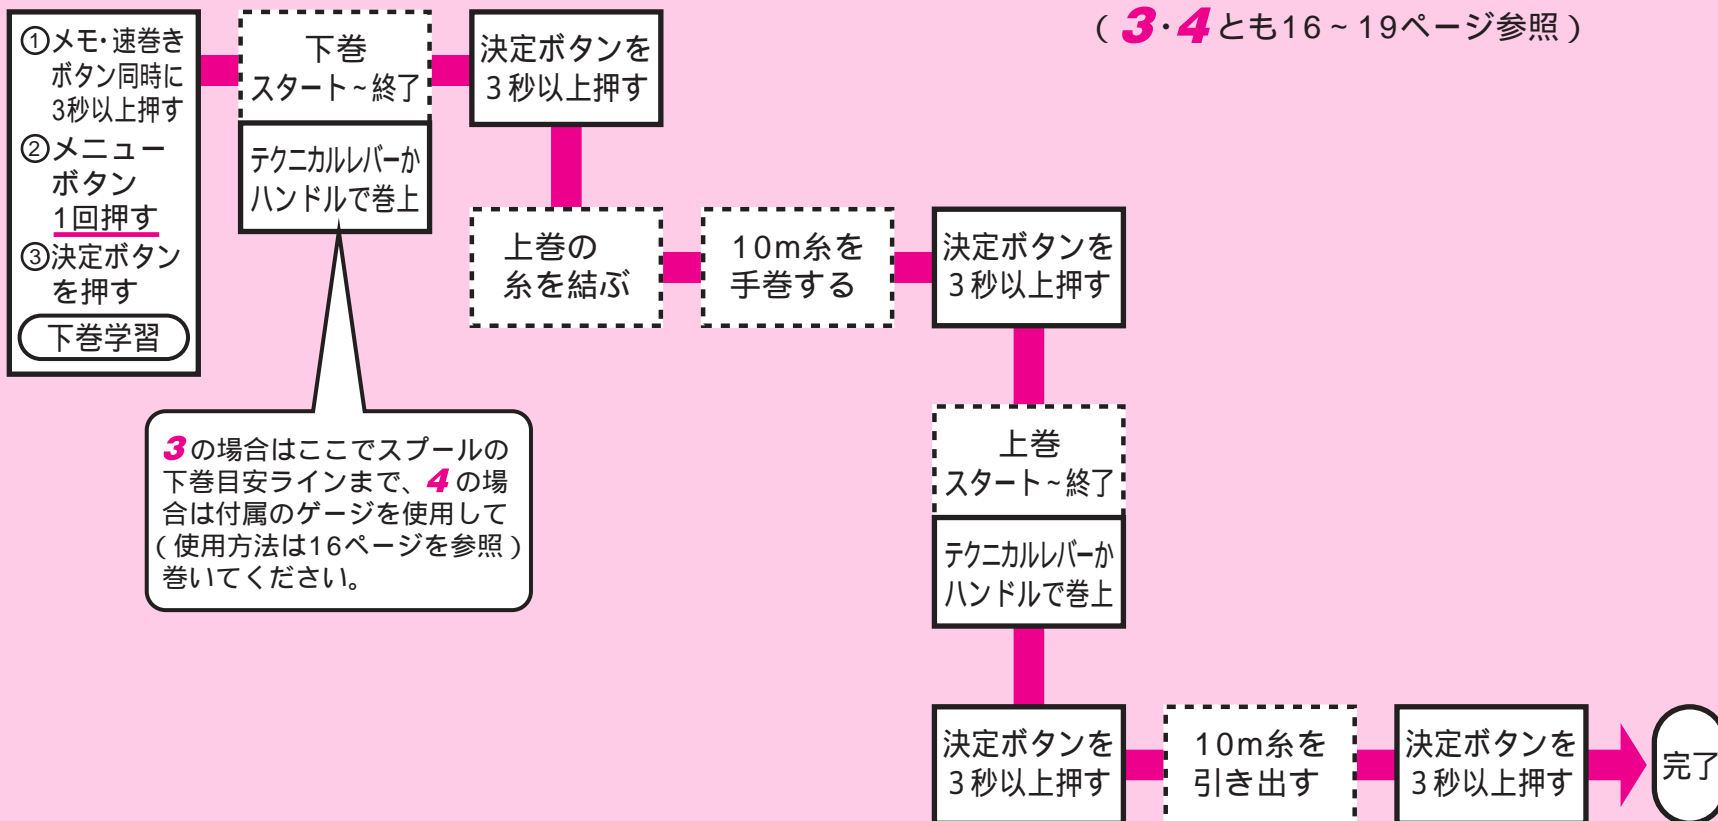 (3・4とも16~19ページ参照)
①メモ・速巻き
ボタン同時に
3秒以上押す
②メニュー
ボタン
1回押す
③決定ボタン
を押す
下巻学習
下巻
スタート~終了
テクニカルレバーか
ハンドルで巻上
決定ボタンを
3秒以上押す
3の場合はここでスプールの
下巻目安ラインまで、4の場
合は付属のゲージを使用して
(使用方法は16ページを参照)
巻いてください。
上巻の
糸を結ぶ
10m糸を
手巻する
決定ボタンを
3秒以上押す
上巻
スタート~終了
テクニカルレバーか
ハンドルで巻上
決定ボタンを
3秒以上押す
10m糸を
引き出す
決定ボタンを
3秒以上押す
完了